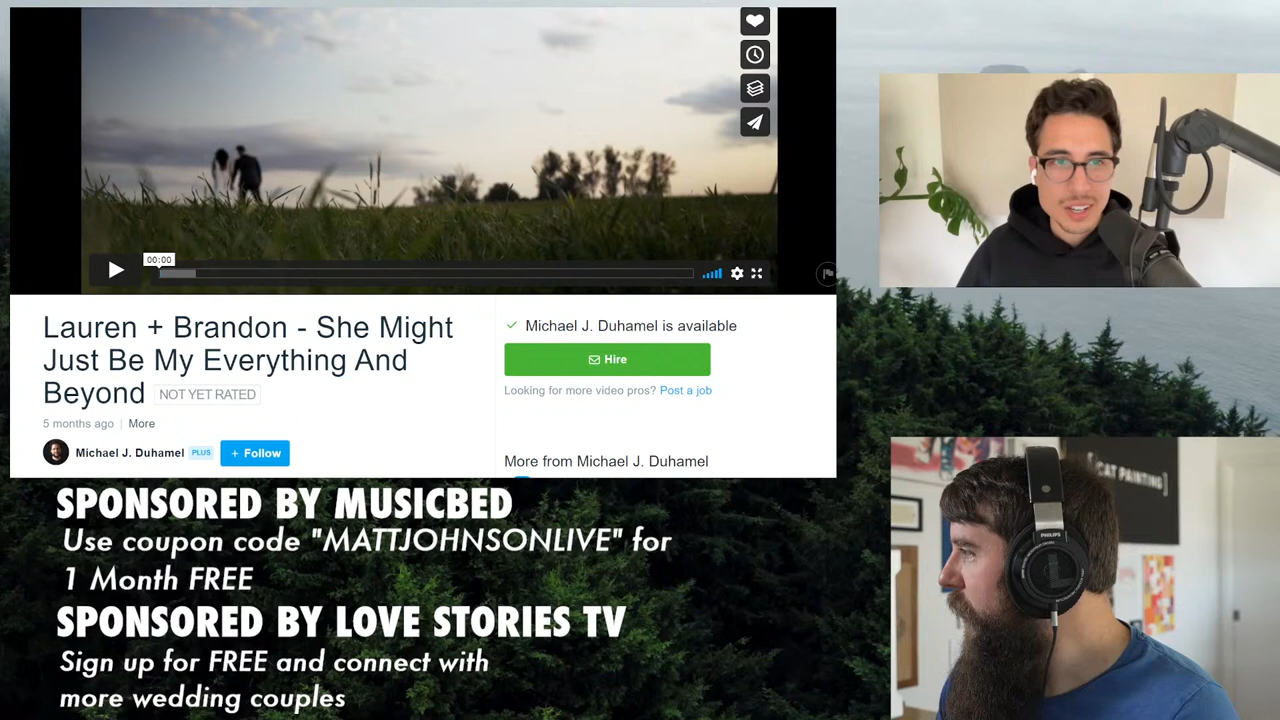 00:00
Lauren + Brandon - She Might
Just Be My Everything And
Beyond NOT YET RATED
5 months ago | More
Michael J. Duhamel PLUS + Follow
Michael J. Duhamel is available
Hire
Looking for more video pros? Post a job
More from Michael J. Duhamel
SPONSORED BY MUSICBED
Use coupon code "MATTJOHNSONLIVE" for
1 Month FREE
SPONSORED BY LOVE STORIES TV
Sign up for FREE and connect with
more wedding couples
[CAT PAINTING]
PHILIPS
L